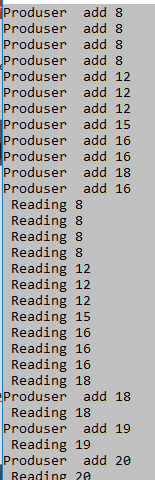 Produser  add 8
Produser  add 8
Produser  add 8
Produser  add 8
Produser  add 12
Produser  add 12
Produser  add 12
Produser  add 15
Produser  add 16
Produser  add 16
Produser  add 18
Produser  add 16
Reading 8
Reading 8
Reading 8
Reading 8
Reading 12
Reading 12
Reading 12
Reading 15
Reading 16
Reading 16
Reading 16
Reading 18
Produser  add 18
Reading 18
Produser  add 19
Reading 19
Produser  add 20
Reading 20